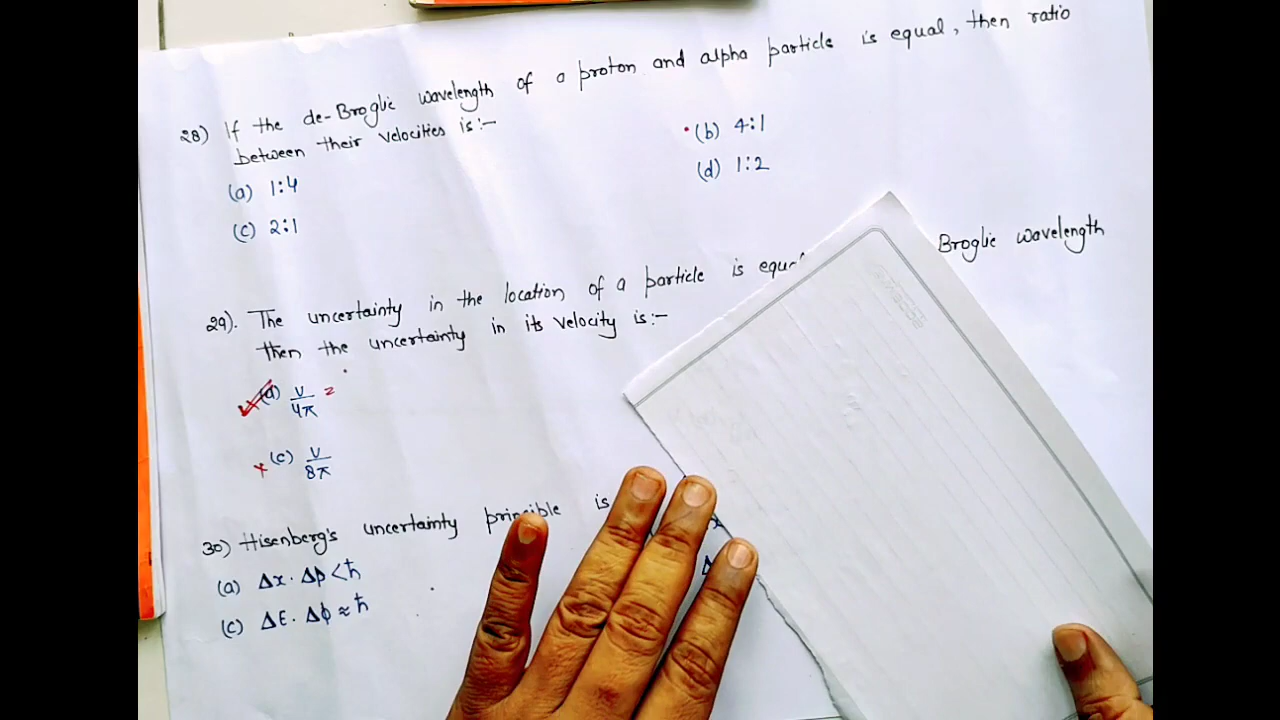 28) If the de-Broglie wavelength of a proton and alpha particle is equal, then ratio
between their velocities is:-
(a) 1:4
(b) 4:1
(c) 2:1
(d) 1:2
29). The uncertainty in the location of a particle is equal Broglie wavelength
then the uncertainty in its velocity is:-
(a) v/4π =
(c) v/8π
30) Hisenberg's uncertainty principle is
(a) Δx. Δp < ħ
(c) ΔE. Δϕ ≈ ħ